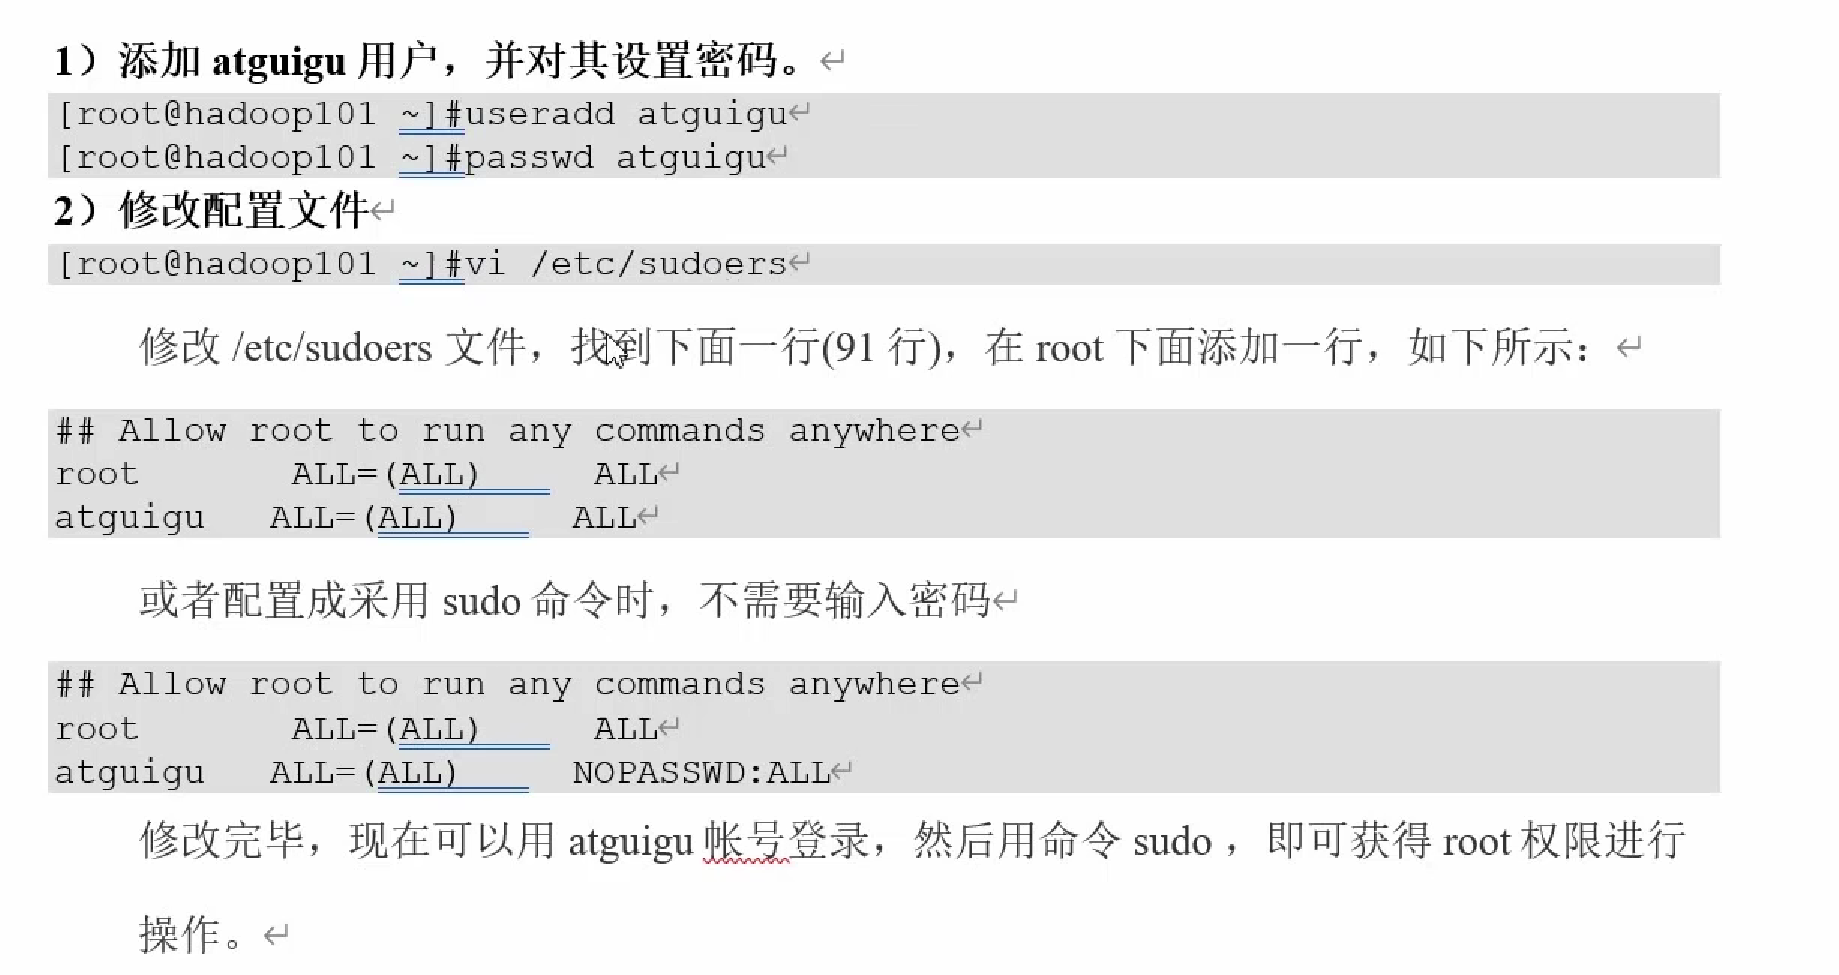 1）添加 atguigu 用户，并对其设置密码。↵
[root@hadoop101 ~]#useradd atguigu↵
[root@hadoop101 ~]#passwd atguigu↵
2）修改配置文件↵
[root@hadoop101 ~]#vi /etc/sudoers↵
修改 /etc/sudoers 文件，找到下面一行(91 行)，在 root 下面添加一行，如下所示：↵
## Allow root to run any commands anywhere↵
root       ALL=(ALL)     ALL↵
atguigu   ALL=(ALL)     ALL↵
或者配置成采用 sudo 命令时，不需要输入密码↵
## Allow root to run any commands anywhere↵
root       ALL=(ALL)     ALL↵
atguigu   ALL=(ALL)     NOPASSWD:ALL↵
修改完毕，现在可以用 atguigu 帐号登录，然后用命令 sudo ，即可获得 root 权限进行
操作。↵